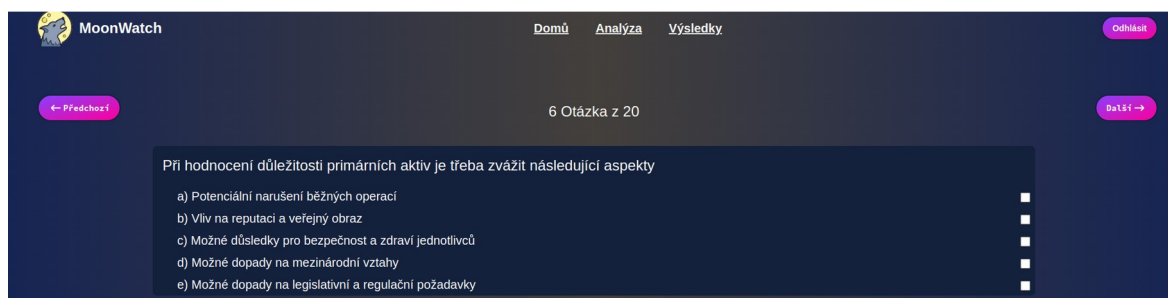 MoonWatch
Domů Analýza Výsledky
Odhlásit
← Předchozí
6 Otázka z 20
Další →
Při hodnocení důležitosti primárních aktiv je třeba zvážit následující aspekty
a) Potenciální narušení běžných operací
b) Vliv na reputaci a veřejný obraz
c) Možné důsledky pro bezpečnost a zdraví jednotlivců
d) Možné dopady na mezinárodní vztahy
e) Možné dopady na legislativní a regulační požadavky